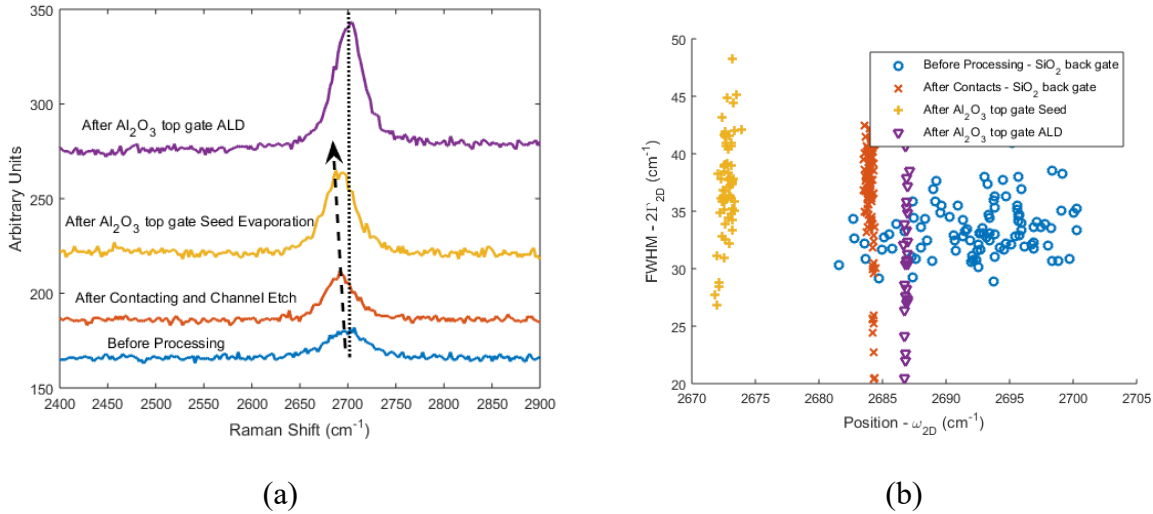 350
300
250
200
150
Arbitrary Units
After Al₂O₃ top gate ALD
After Al₂O₃ top gate Seed Evaporation
After Contacting and Channel Etch
Before Processing
2400 2450 2500 2550 2600 2650 2700 2750 2800 2850 2900
Raman Shift (cm⁻¹)
(a)
50
45
40
35
30
25
20
FWHM - 2Γ₂D (cm⁻¹)
Before Processing - SiO₂ back gate
After Contacts - SiO₂ back gate
After Al₂O₃ top gate Seed
After Al₂O₃ top gate ALD
2670 2675 2680 2685 2690 2695 2700 2705
Position - ω₂D (cm⁻¹)
(b)